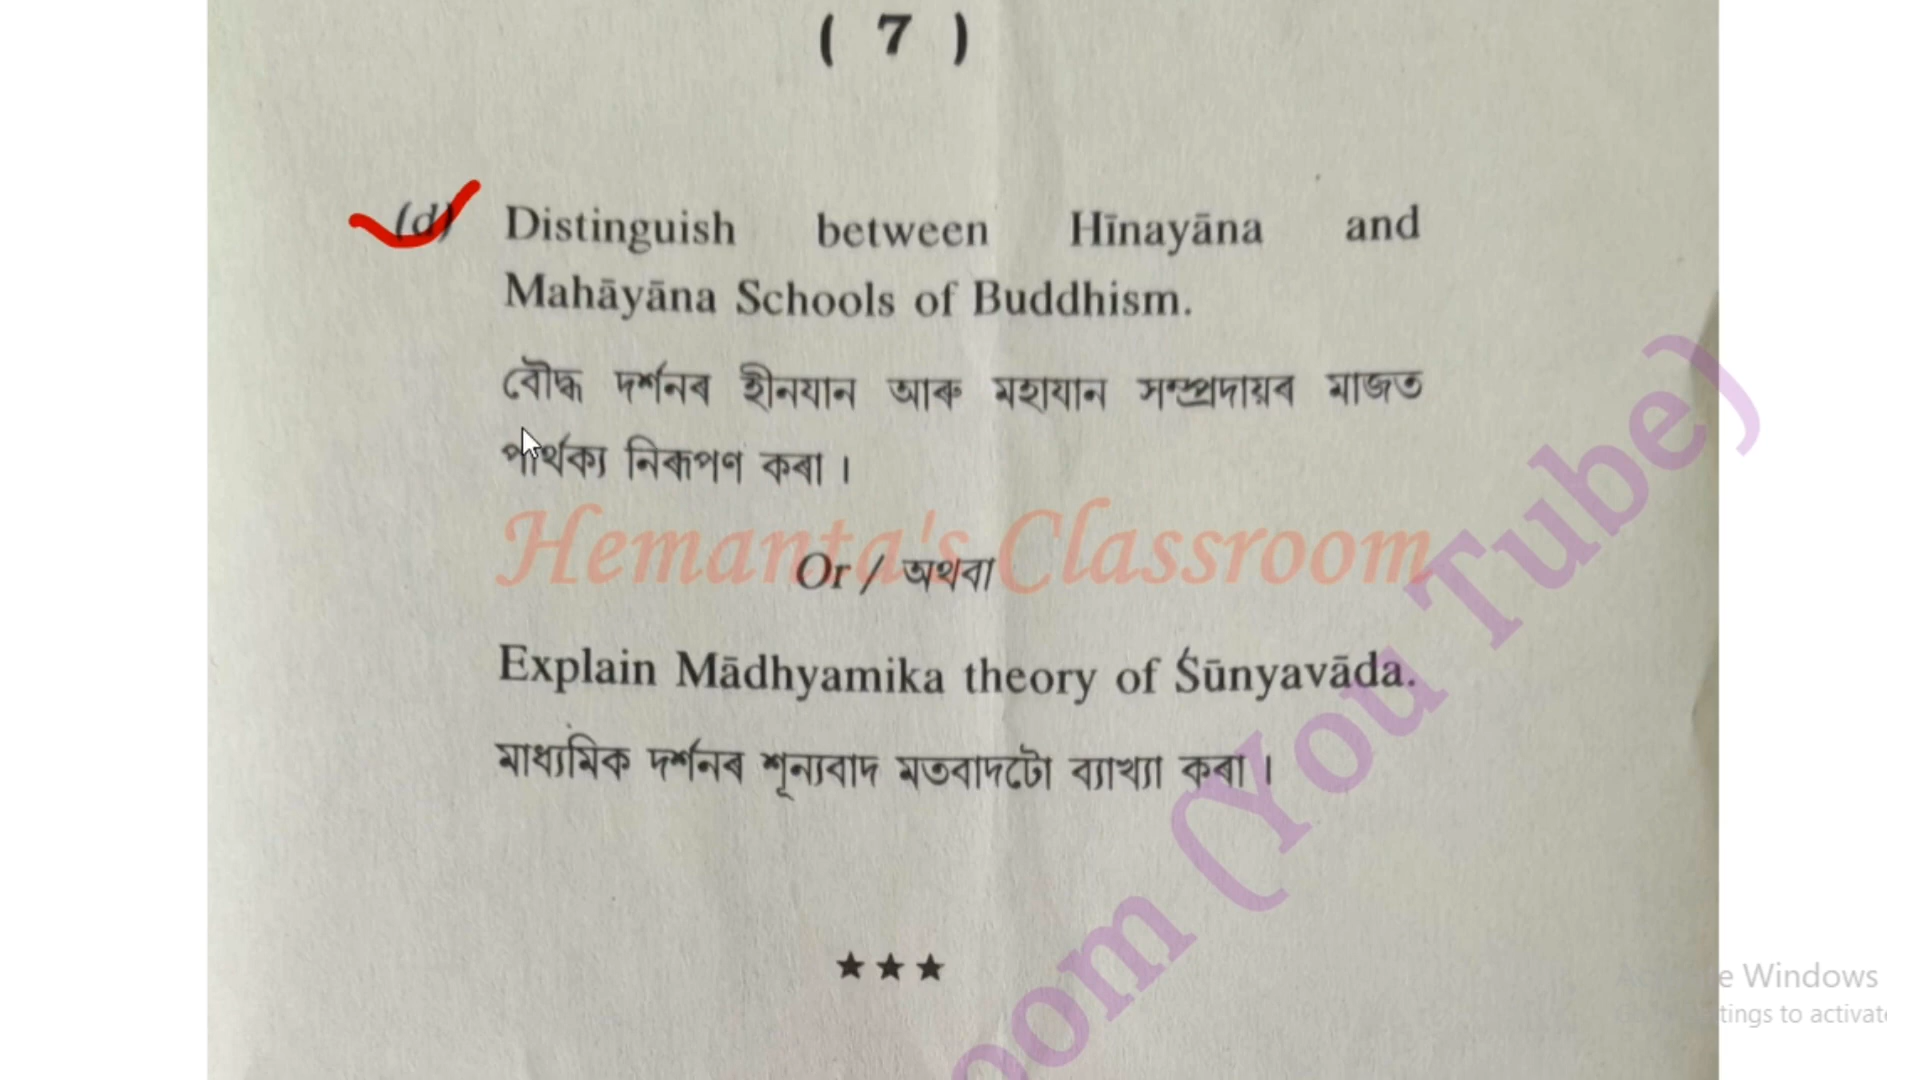 ( 7 )
(d) Distinguish between Hīnayāna and
Mahāyāna Schools of Buddhism.
বৌদ্ধ দৰ্শনৰ হীনযান আৰু মহাযান সম্প্ৰদায়ৰ মাজত
পাৰ্থক্য নিৰূপণ কৰা ।
Hemanta's Classroom
Or / অথবা
Explain Mādhyamika theory of Śūnyavāda.
মাধ্যমিক দৰ্শনৰ শূন্যবাদ মতবাদটো ব্যাখ্যা কৰা ।
★★★
(You Tube)
Windows
to